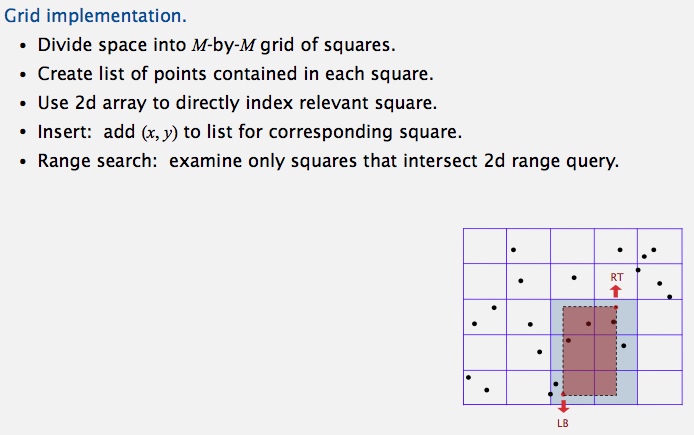 Grid implementation.
• Divide space into M-by-M grid of squares.
• Create list of points contained in each square.
• Use 2d array to directly index relevant square.
• Insert: add (x, y) to list for corresponding square.
• Range search: examine only squares that intersect 2d range query.
RT
LB